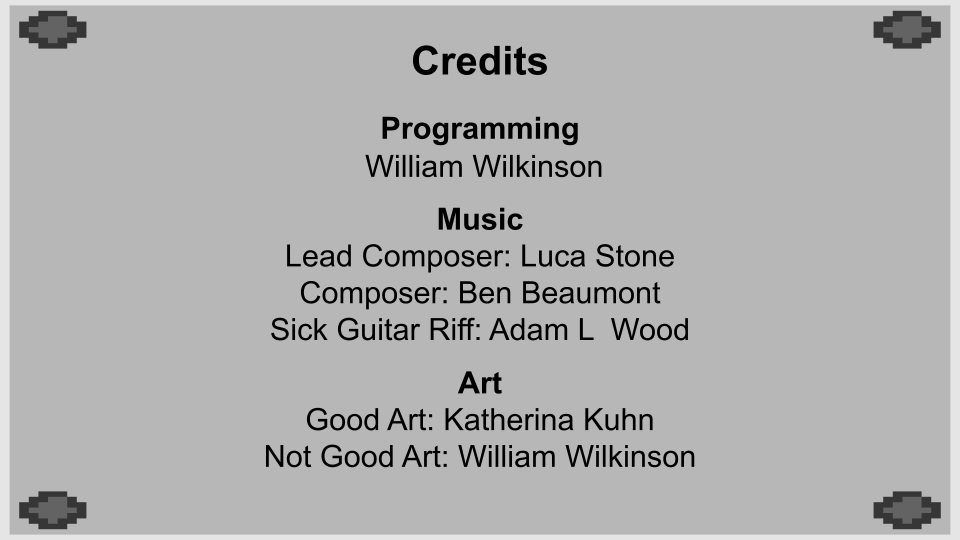 Credits
Programming
William Wilkinson
Music
Lead Composer: Luca Stone
Composer: Ben Beaumont
Sick Guitar Riff: Adam L  Wood
Art
Good Art: Katherina Kuhn
Not Good Art: William Wilkinson